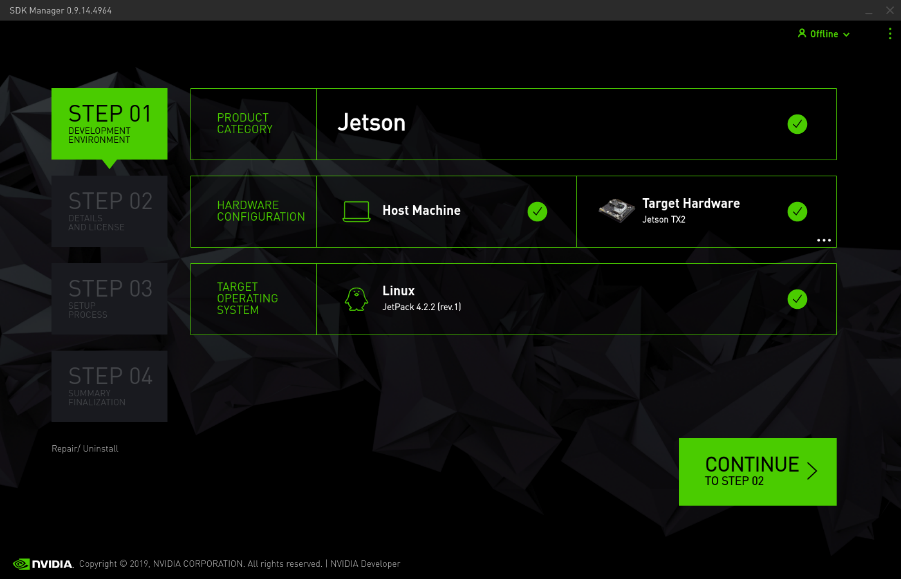 SDK Manager 0.9.14.4964
Offline
STEP 01
DEVELOPMENT
ENVIRONMENT
PRODUCT
CATEGORY
Jetson
STEP 02
DETAILS
AND LICENSE
HARDWARE
CONFIGURATION
Host Machine
Target Hardware
Jetson TX2
STEP 03
SETUP
PROCESS
TARGET
OPERATING
SYSTEM
Linux
JetPack 4.2.2 (rev.1)
STEP 04
SUMMARY
FINALIZATION
Repair/ Uninstall
CONTINUE
TO STEP 02
NVIDIA. Copyright © 2019, NVIDIA CORPORATION. All rights reserved. | NVIDIA Developer